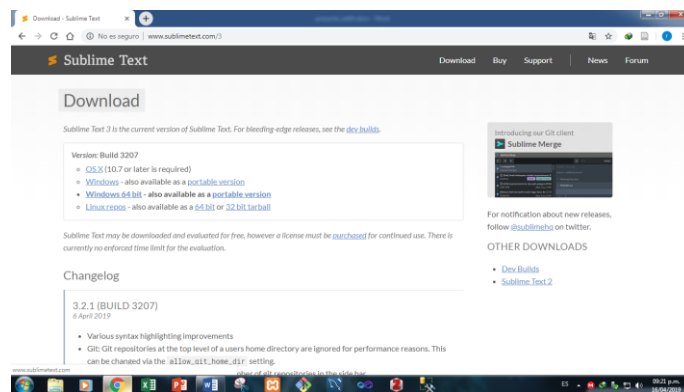 Download - Sublime Text
No es seguro | www.sublimetext.com/3
Sublime Text
Download Buy Support News Forum
Download
Sublime Text 3 is the current version of Sublime Text. For bleeding-edge releases, see the dev builds.
Version: Build 3207
OS X (10.7 or later is required)
Windows - also available as a portable version
Windows 64 bit - also available as a portable version
Linux repos - also available as a 64 bit or 32 bit tarball
Sublime Text may be downloaded and evaluated for free, however a license must be purchased for continued use. There is
currently no enforced time limit for the evaluation.
Changelog
3.2.1 (BUILD 3207)
6 April 2019
Various syntax highlighting improvements
Git: Git repositories at the top level of a users home directory are ignored for performance reasons. This
can be changed via the allow_git_home_dir setting.
ber of git repositories in the side bar
Introducing our Git client
Sublime Merge
For notification about new releases,
follow @sublimehq on twitter.
OTHER DOWNLOADS
Dev Builds
Sublime Text 2
www.sublimetext.com
ES
09:21 p.m.
16/04/2019